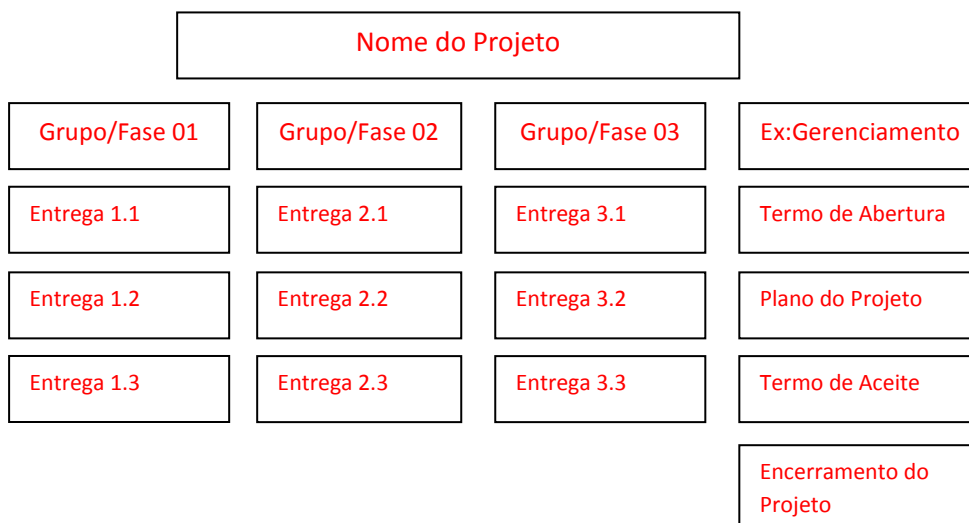 Nome do Projeto
Grupo/Fase 01
Grupo/Fase 02
Grupo/Fase 03
Ex:Gerenciamento
Entrega 1.1
Entrega 2.1
Entrega 3.1
Termo de Abertura
Entrega 1.2
Entrega 2.2
Entrega 3.2
Plano do Projeto
Entrega 1.3
Entrega 2.3
Entrega 3.3
Termo de Aceite
Encerramento do
Projeto